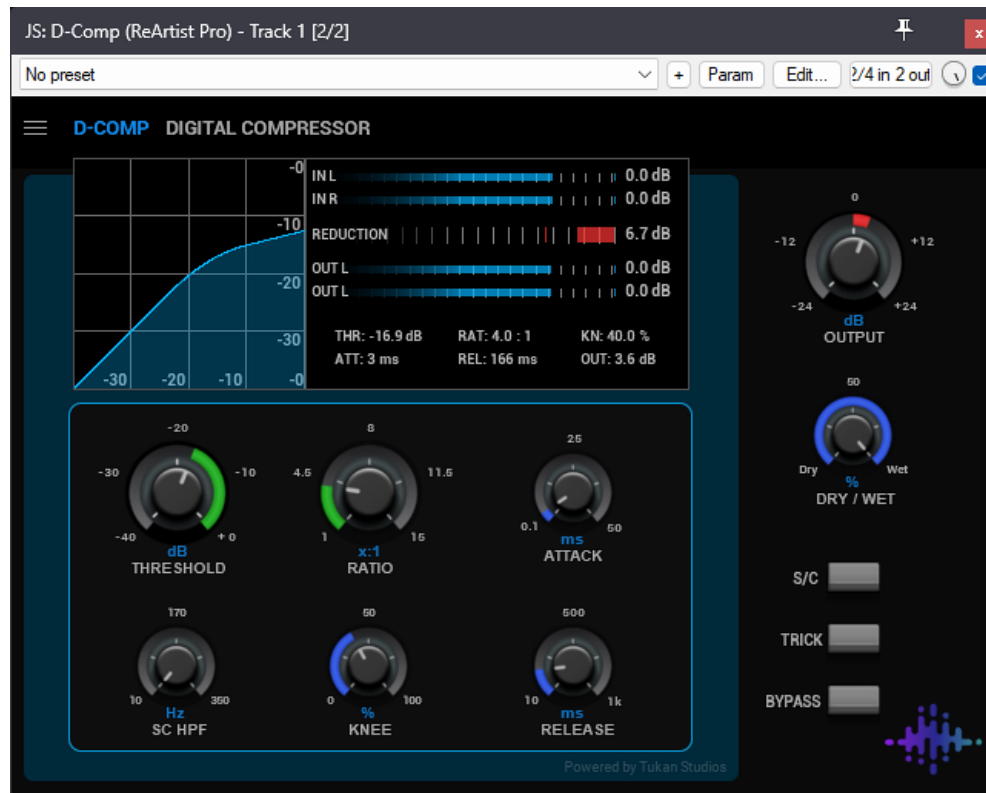 JS: D-Comp (ReArtist Pro) - Track 1 [2/2]
x
No preset + Param Edit... 2/4 in 2 out
D-COMP DIGITAL COMPRESSOR
-0
-10
-20
-30
-30 -20 -10 -0
IN L 0.0 dB
IN R 0.0 dB
REDUCTION 6.7 dB
OUT L 0.0 dB
OUT L 0.0 dB
THR: -16.9 dB RAT: 4.0 : 1 KN: 40.0 %
ATT: 3 ms REL: 166 ms OUT: 3.6 dB
0
-12 +12
-24 +24
dB
OUTPUT
50
Dry Wet
%
DRY / WET
-20
-30 -10
-40 +0
dB
THRESHOLD
8
4.5 11.5
1 15
x:1
RATIO
25
0.1 50
ms
ATTACK
170
10 350
Hz
SC HPF
50
0 100
%
KNEE
500
10 1k
ms
RELEASE
S/C
TRICK
BYPASS
Powered by Tukan Studios